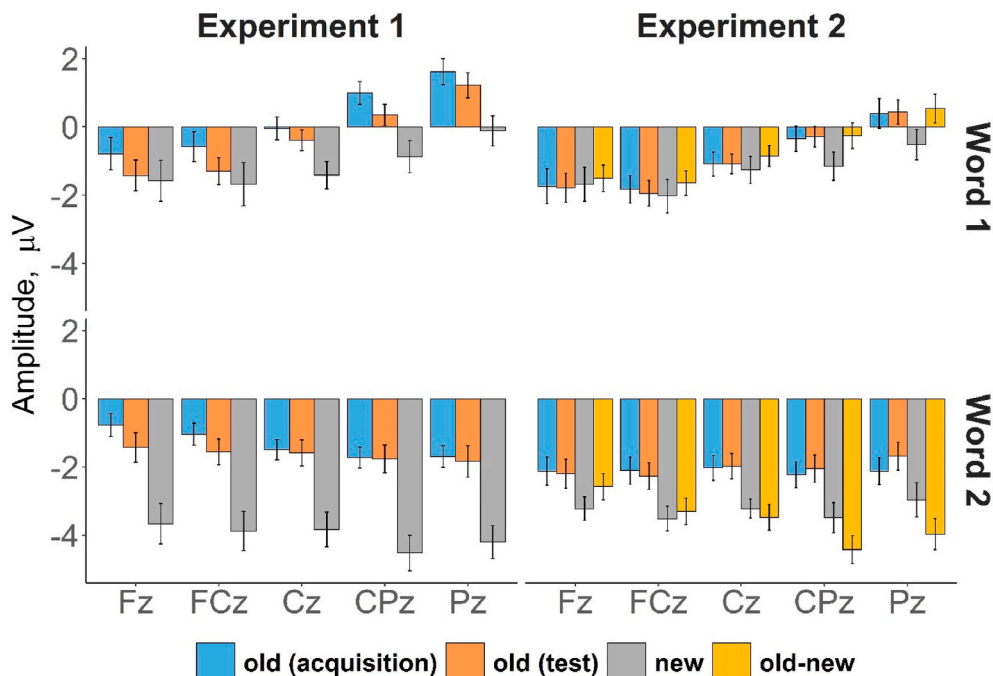 Experiment 1 Experiment 2
Amplitude, μV
2
0
-2
-4
Word 1
2
0
-2
-4
Word 2
Fz FCz Cz CPz Pz Fz FCz Cz CPz Pz
old (acquisition) old (test) new old-new